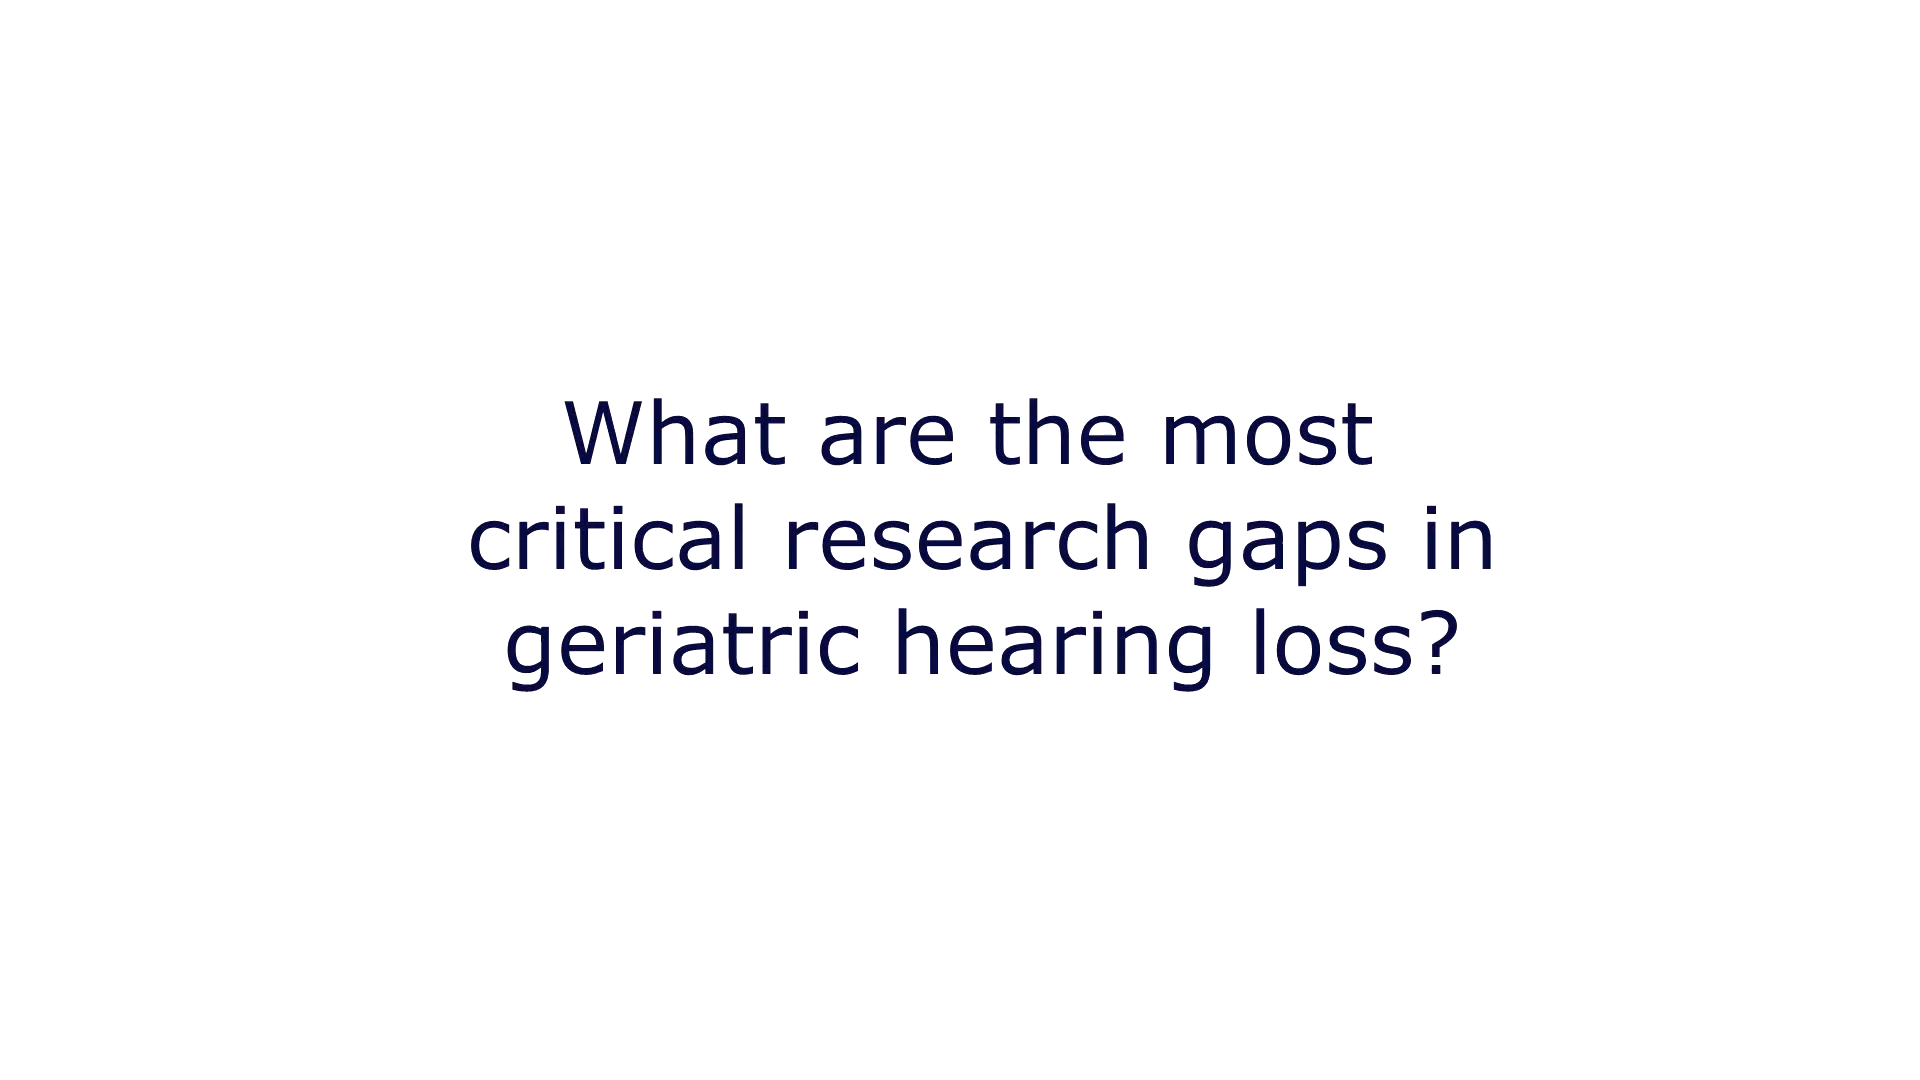 What are the most
critical research gaps in
geriatric hearing loss?